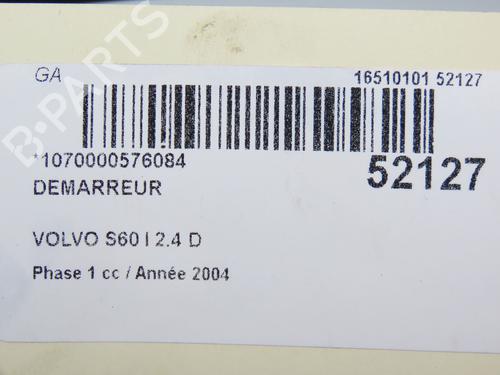 GA 16510101 52127
*1070000576084 52127
DEMARREUR
VOLVO S60 I 2.4 D
Phase 1 cc / Année 2004
B-PARTS